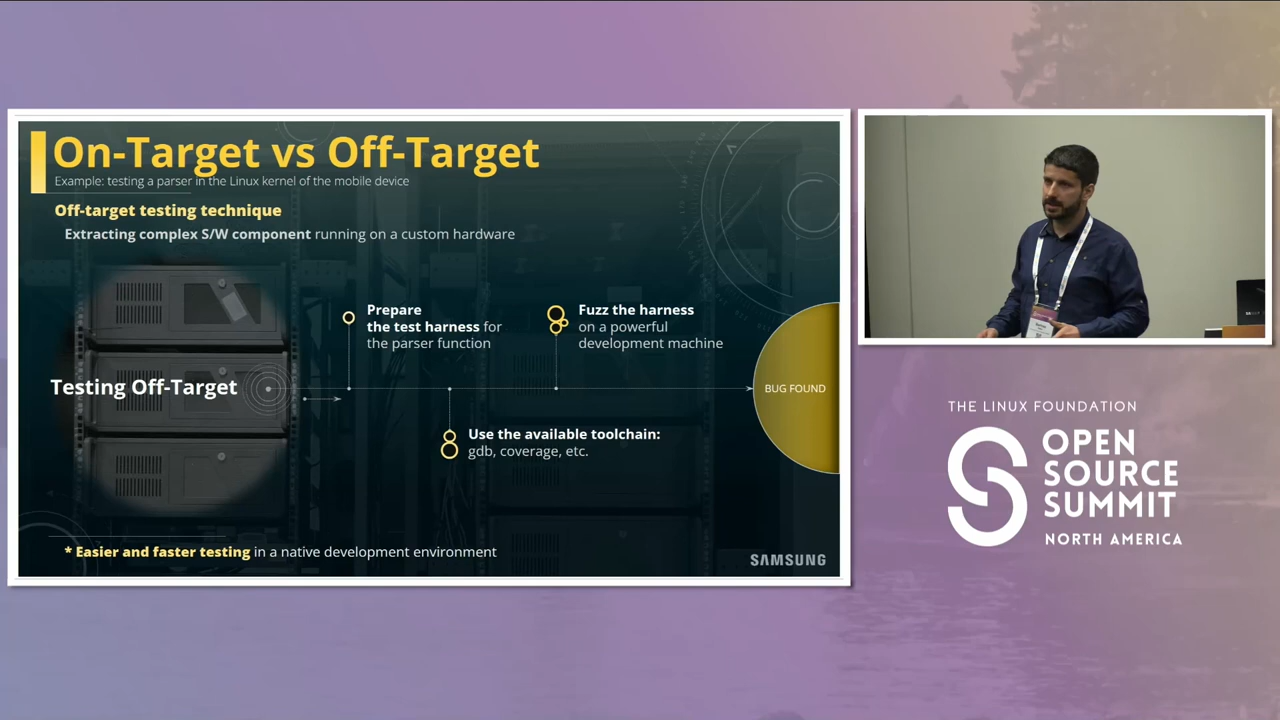 On-Target vs Off-Target
Example: testing a parser in the Linux kernel of the mobile device
Off-target testing technique
Extracting complex S/W component running on a custom hardware
Prepare
the test harness for
the parser function
Fuzz the harness
on a powerful
development machine
Testing Off-Target
BUG FOUND
Use the available toolchain:
gdb, coverage, etc.
* Easier and faster testing in a native development environment
SAMSUNG
THE LINUX FOUNDATION
OPEN
SOURCE
SUMMIT
NORTH AMERICA